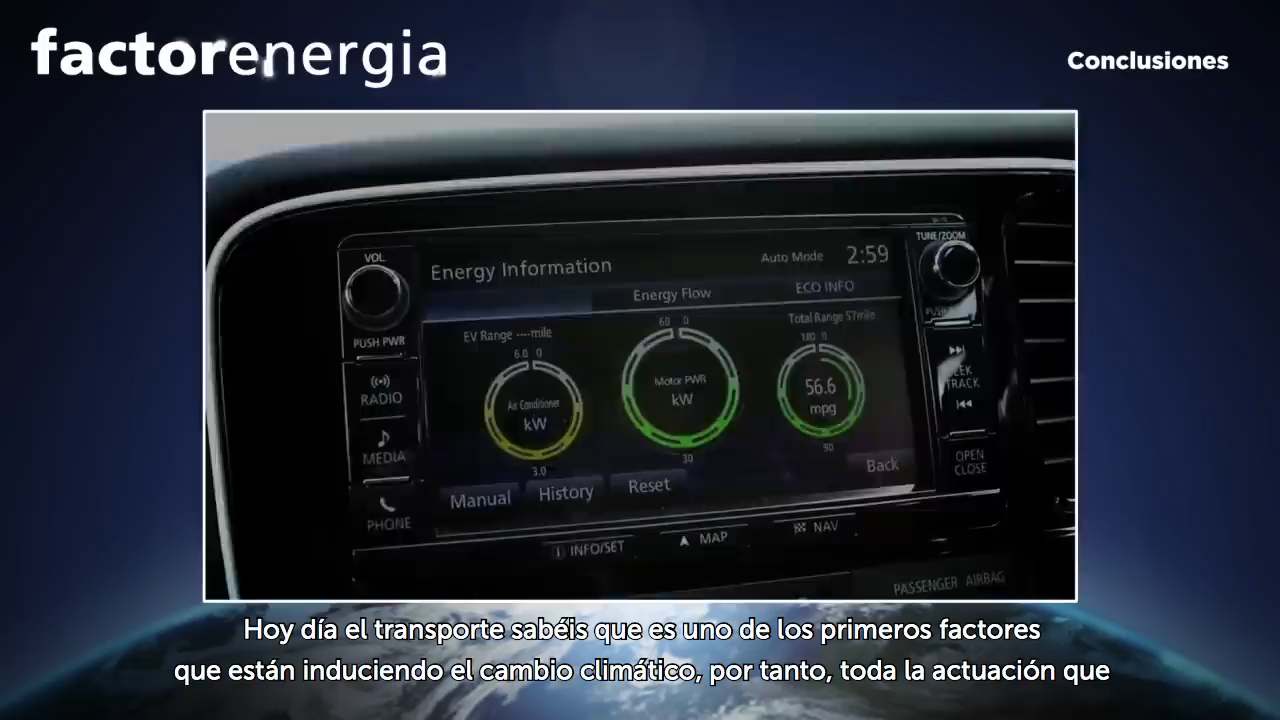 factorenergia
Conclusiones
VOL
PUSH PWR
RADIO
MEDIA
PHONE
Energy Information
Auto Mode 2:59
Energy Flow
ECO INFO
EV Range ----mile
6.0 0
Air Conditioner
kW
3.0
60 0
Motor PWR
kW
30
Total Range 57mile
180 0
56.6
mpg
90
Manual
History
Reset
Back
TUNE/ZOOM
TRACK
OPEN
CLOSE
INFO/SET
MAP
NAV
PASSENGER AIRBAG
Hoy día el transporte sabéis que es uno de los primeros factores
que están induciendo el cambio climático, por tanto, toda la actuación que